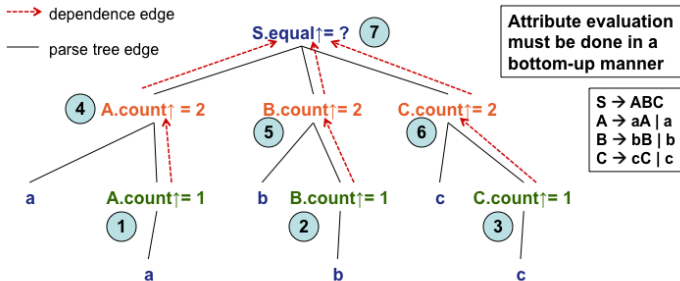 dependence edge
parse tree edge
S.equal↑= ?
7
Attribute evaluation
must be done in a
bottom-up manner
4
A.count↑ = 2
B.count↑= 2
C.count↑= 2
5
6
S → ABC
A → aA | a
B → bB | b
C → cC | c
a
A.count↑= 1
b
B.count↑= 1
c
C.count↑= 1
1
2
3
a
b
c